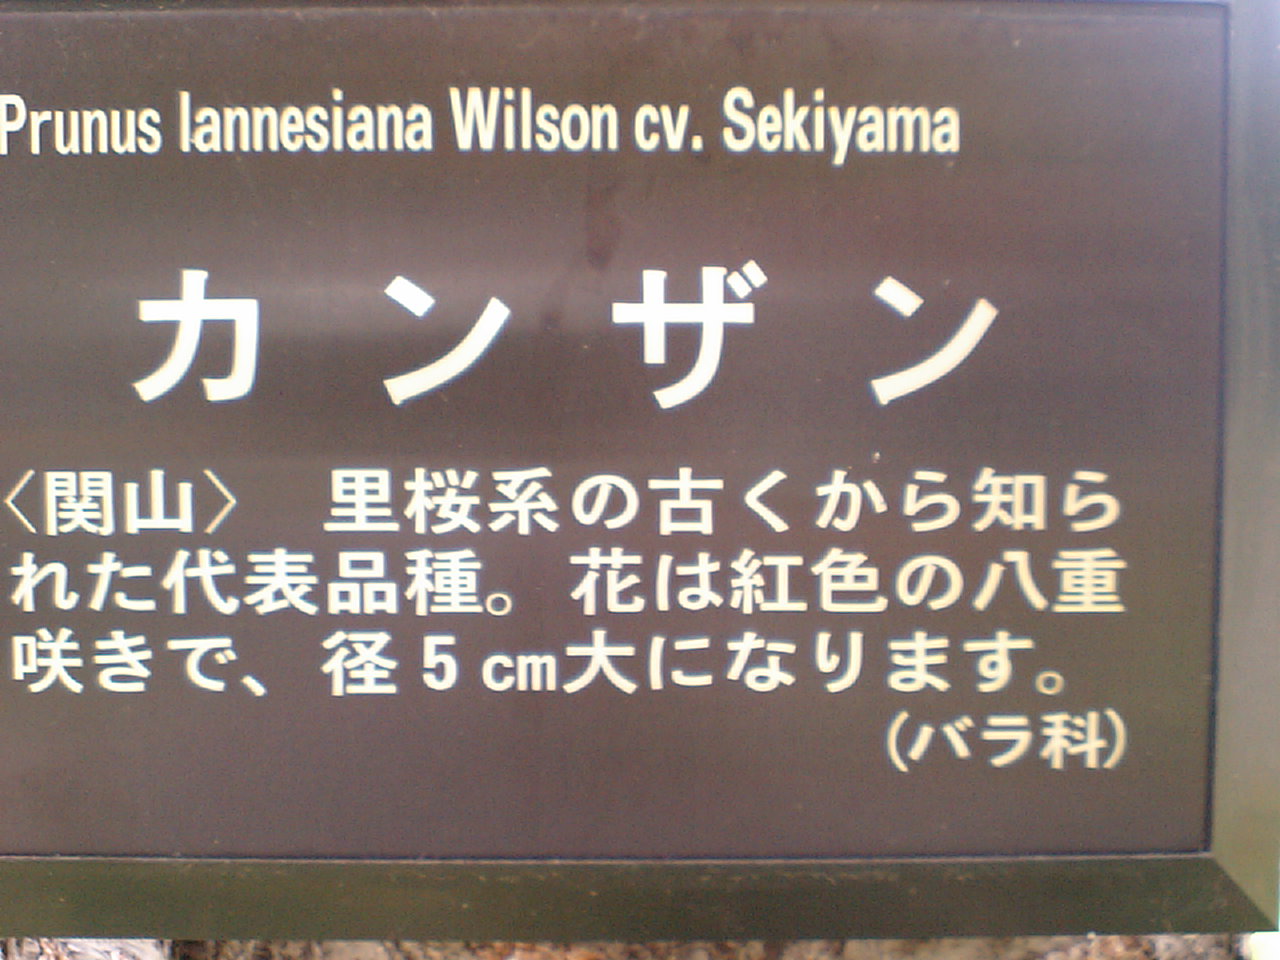 Prunus lannesiana Wilson cv. Sekiyama
カンザン
〈関山〉　里桜系の古くから知ら
れた代表品種。花は紅色の八重
咲きで、径5cm大になります。
(バラ科)